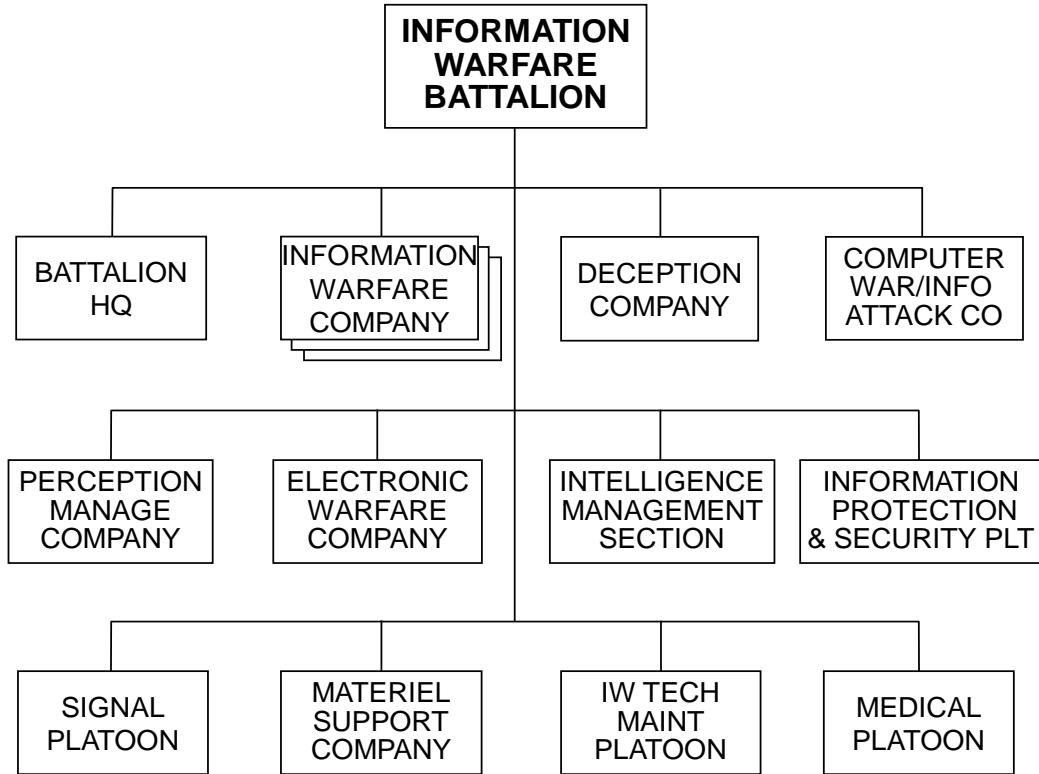 INFORMATION
WARFARE
BATTALION
BATTALION
HQ
INFORMATION
WARFARE
COMPANY
DECEPTION
COMPANY
COMPUTER
WAR/INFO
ATTACK CO
PERCEPTION
MANAGE
COMPANY
ELECTRONIC
WARFARE
COMPANY
INTELLIGENCE
MANAGEMENT
SECTION
INFORMATION
PROTECTION
& SECURITY PLT
SIGNAL
PLATOON
MATERIEL
SUPPORT
COMPANY
IW TECH
MAINT
PLATOON
MEDICAL
PLATOON